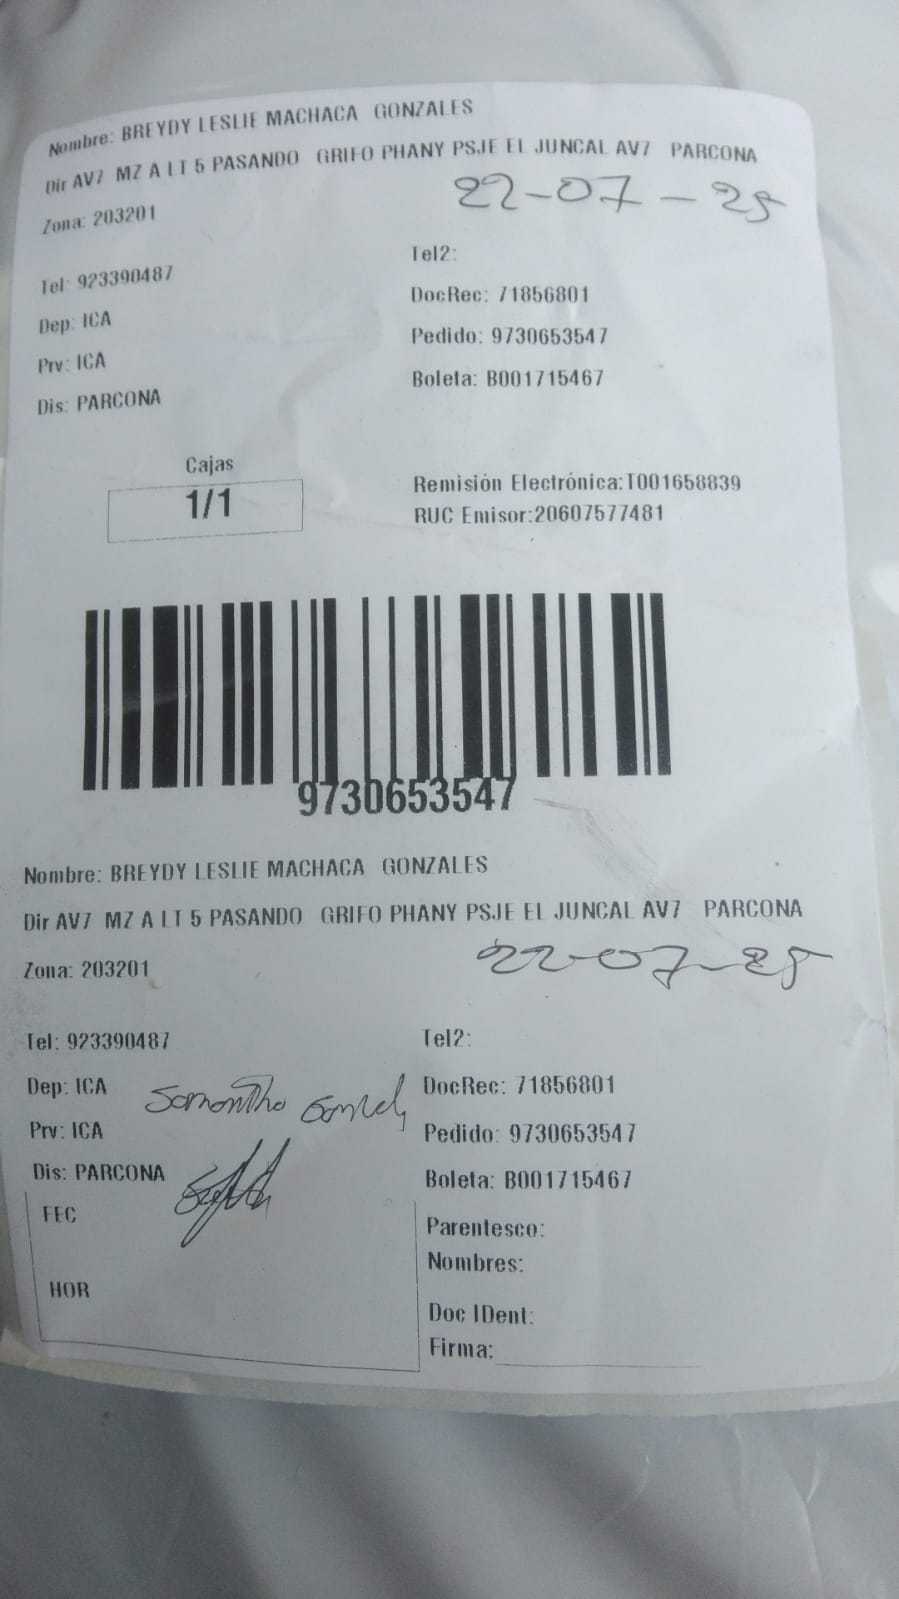 Nombre: BREYDY LESLIE MACHACA GONZALES
Dir AV7 MZ A LT 5 PASANDO GRIFO PHANY PSJE EL JUNCAL AV7 PARCONA
22-07-25
Zona: 203201
Tel: 923390487
Tel2:
Dep: ICA
DocRec: 71856801
Prv: ICA
Pedido: 9730653547
Dis: PARCONA
Boleta: B001715467
Cajas
1/1
Remisión Electrónica:T001658839
RUC Emisor:20607577481
9730653547
Nombre: BREYDY LESLIE MACHACA GONZALES
Dir AV7 MZ A LT 5 PASANDO GRIFO PHANY PSJE EL JUNCAL AV7 PARCONA
22-07-25
Zona: 203201
Tel: 923390487
Tel2:
Dep: ICA
DocRec: 71856801
Prv: ICA
Pedido: 9730653547
Dis: PARCONA
Boleta: B001715467
FEC
Parentesco:
Nombres:
HOR
Doc IDent:
Firma: